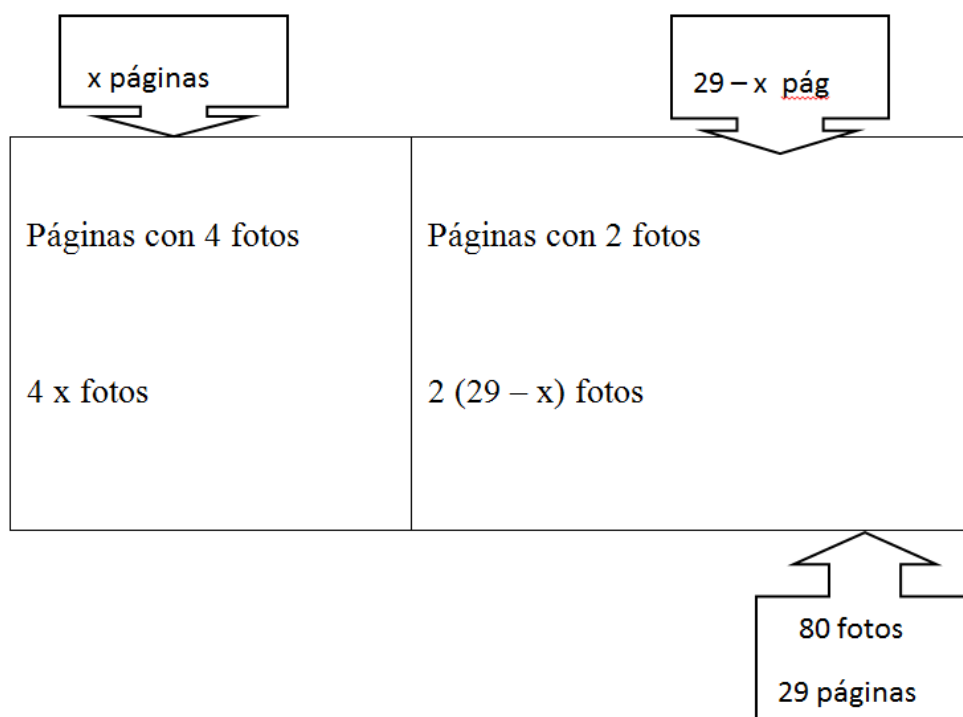 x páginas
29 – x pág
Páginas con 4 fotos
Páginas con 2 fotos
4 x fotos
2 (29 – x) fotos
80 fotos
29 páginas